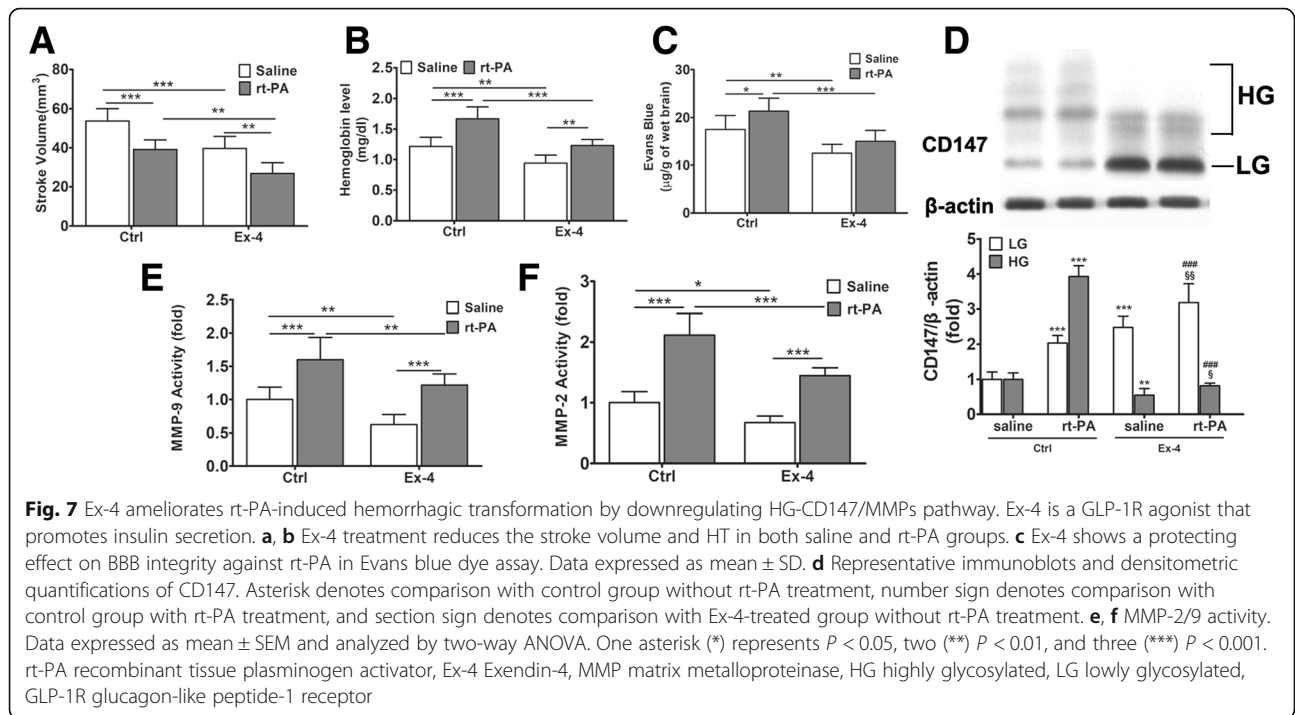 A
Saline
rt-PA
Stroke Volume(mm³)
80
60
40
20
0
***
***
**
**
Ctrl
Ex-4
B
Saline
rt-PA
Hemoglobin level
(mg/dl)
2.5
2.0
1.5
1.0
0.5
0.0
**
***
***
**
Ctrl
Ex-4
C
Saline
rt-PA
Evans Blue
(µg/g of wet brain)
30
20
10
0
**
*
***
Ctrl
Ex-4
D
CD147
HG
LG
β-actin
LG
HG
CD147/β -actin
(fold)
5
4
3
2
1
0
***
***
***
**
###
§§
###
§
saline
rt-PA
saline
rt-PA
Ctrl
Ex-4
E
Saline
rt-PA
MMP-9 Activity (fold)
2.5
2.0
1.5
1.0
0.5
0.0
**
***
**
***
Ctrl
Ex-4
F
Saline
rt-PA
MMP-2 Activity (fold)
3
2
1
0
*
***
***
***
Ctrl
Ex-4
Fig. 7 Ex-4 ameliorates rt-PA-induced hemorrhagic transformation by downregulating HG-CD147/MMPs pathway. Ex-4 is a GLP-1R agonist that
promotes insulin secretion. a, b Ex-4 treatment reduces the stroke volume and HT in both saline and rt-PA groups. c Ex-4 shows a protecting
effect on BBB integrity against rt-PA in Evans blue dye assay. Data expressed as mean ± SD. d Representative immunoblots and densitometric
quantifications of CD147. Asterisk denotes comparison with control group without rt-PA treatment, number sign denotes comparison with
control group with rt-PA treatment, and section sign denotes comparison with Ex-4-treated group without rt-PA treatment. e, f MMP-2/9 activity.
Data expressed as mean ± SEM and analyzed by two-way ANOVA. One asterisk (*) represents P < 0.05, two (**) P < 0.01, and three (***) P < 0.001.
rt-PA recombinant tissue plasminogen activator, Ex-4 Exendin-4, MMP matrix metalloproteinase, HG highly glycosylated, LG lowly glycosylated,
GLP-1R glucagon-like peptide-1 receptor